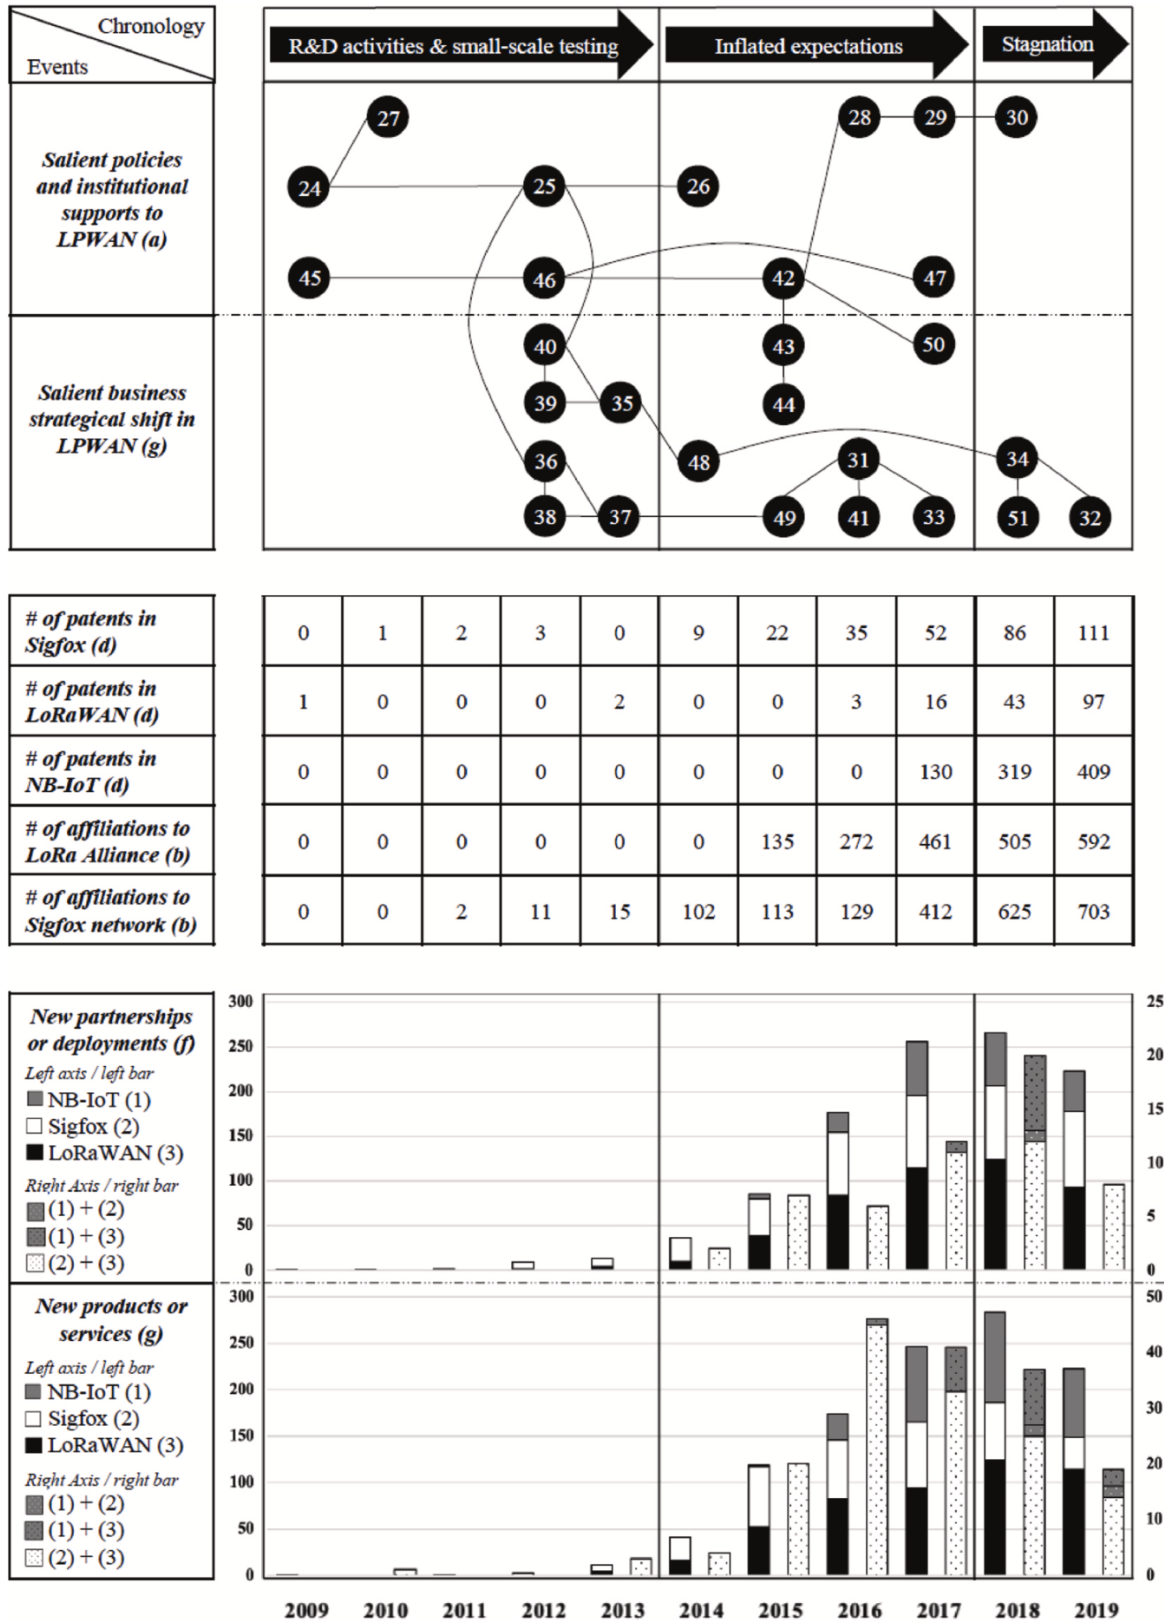 Chronology
Events
R&D activities & small-scale testing
Inflated expectations
Stagnation
Salient policies
and institutional
supports to
LPWAN (a)
27
28
29
30
24
25
26
45
46
42
47
Salient business
strategical shift in
LPWAN (g)
40
43
50
39
35
44
36
48
31
34
38
37
49
41
33
51
32
# of patents in
Sigfox (d)
0 1 2 3 0 9 22 35 52 86 111
# of patents in
LoRaWAN (d)
1 0 0 0 2 0 0 3 16 43 97
# of patents in
NB-IoT (d)
0 0 0 0 0 0 0 0 130 319 409
# of affiliations to
LoRa Alliance (b)
0 0 0 0 0 0 135 272 461 505 592
# of affiliations to
Sigfox network (b)
0 0 2 11 15 102 113 129 412 625 703
New partnerships
or deployments (f)
Left axis / left bar
NB-IoT (1)
Sigfox (2)
LoRaWAN (3)
Right Axis / right bar
(1) + (2)
(1) + (3)
(2) + (3)
300
250
200
150
100
50
0
25
20
15
10
5
0
New products or
services (g)
Left axis / left bar
NB-IoT (1)
Sigfox (2)
LoRaWAN (3)
Right Axis / right bar
(1) + (2)
(1) + (3)
(2) + (3)
300
250
200
150
100
50
0
50
40
30
20
10
0
2009 2010 2011 2012 2013 2014 2015 2016 2017 2018 2019